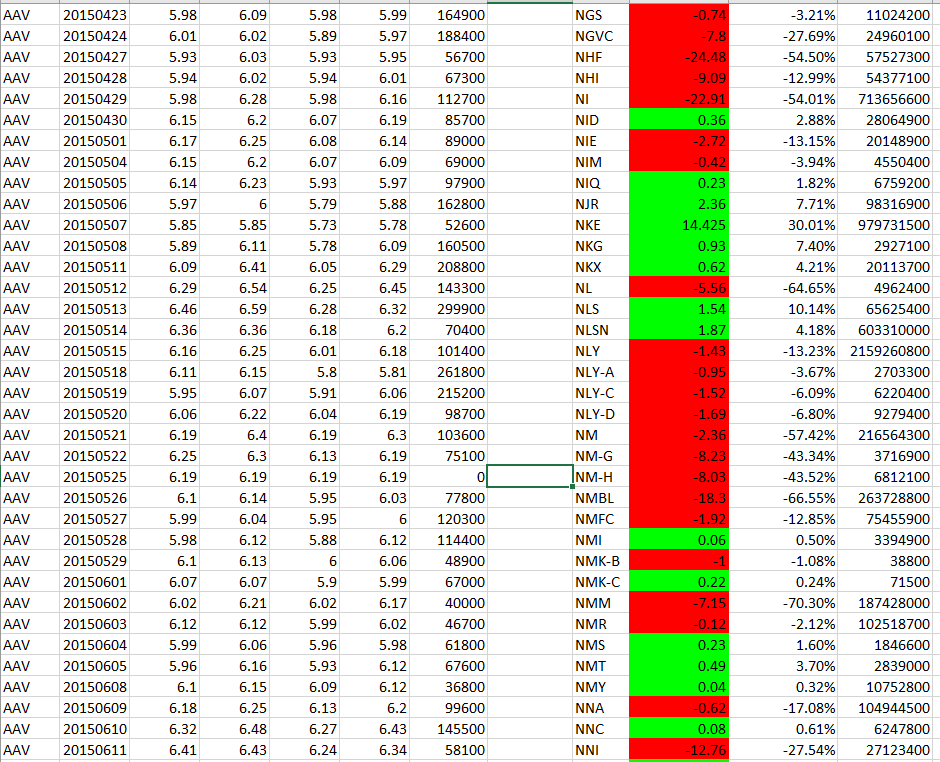 AAV 20150423 5.98 6.09 5.98 5.99 164900 NGS -0.74 -3.21% 11024200
AAV 20150424 6.01 6.02 5.89 5.97 188400 NGVC -7.8 -27.69% 24960100
AAV 20150427 5.93 6.03 5.93 5.95 56700 NHF -24.48 -54.50% 57527300
AAV 20150428 5.94 6.02 5.94 6.01 67300 NHI -9.09 -12.99% 54377100
AAV 20150429 5.98 6.28 5.98 6.16 112700 NI -22.91 -54.01% 713656600
AAV 20150430 6.15 6.2 6.07 6.19 85700 NID 0.36 2.88% 28064900
AAV 20150501 6.17 6.25 6.08 6.14 89000 NIE -2.72 -13.15% 20148900
AAV 20150504 6.15 6.2 6.07 6.09 69000 NIM -0.42 -3.94% 4550400
AAV 20150505 6.14 6.23 5.93 5.97 97900 NIQ 0.23 1.82% 6759200
AAV 20150506 5.97 6 5.79 5.88 162800 NJR 2.36 7.71% 98316900
AAV 20150507 5.85 5.85 5.73 5.78 52600 NKE 14.425 30.01% 979731500
AAV 20150508 5.89 6.11 5.78 6.09 160500 NKG 0.93 7.40% 2927100
AAV 20150511 6.09 6.41 6.05 6.29 208800 NKX 0.62 4.21% 20113700
AAV 20150512 6.29 6.54 6.25 6.45 143300 NL -5.56 -64.65% 4962400
AAV 20150513 6.46 6.59 6.28 6.32 299900 NLS 1.54 10.14% 65625400
AAV 20150514 6.36 6.36 6.18 6.2 70400 NLSN 1.87 4.18% 603310000
AAV 20150515 6.16 6.25 6.01 6.18 101400 NLY -1.43 -13.23% 2159260800
AAV 20150518 6.11 6.15 5.8 5.81 261800 NLY-A -0.95 -3.67% 2703300
AAV 20150519 5.95 6.07 5.91 6.06 215200 NLY-C -1.52 -6.09% 6220400
AAV 20150520 6.06 6.22 6.04 6.19 98700 NLY-D -1.69 -6.80% 9279400
AAV 20150521 6.19 6.4 6.19 6.3 103600 NM -2.36 -57.42% 216564300
AAV 20150522 6.25 6.3 6.13 6.19 75100 NM-G -8.23 -43.34% 3716900
AAV 20150525 6.19 6.19 6.19 6.19 0 NM-H -8.03 -43.52% 6812100
AAV 20150526 6.1 6.14 5.95 6.03 77800 NMBL -18.3 -66.55% 263728800
AAV 20150527 5.99 6.04 5.95 6 120300 NMFC -1.92 -12.85% 75455900
AAV 20150528 5.98 6.12 5.88 6.12 114400 NMI 0.06 0.50% 3394900
AAV 20150529 6.1 6.13 6 6.06 48900 NMK-B -1 -1.08% 38800
AAV 20150601 6.07 6.07 5.9 5.99 67000 NMK-C 0.22 0.24% 71500
AAV 20150602 6.02 6.21 6.02 6.17 40000 NMM -7.15 -70.30% 187428000
AAV 20150603 6.12 6.12 5.99 6.02 46700 NMR -0.12 -2.12% 102518700
AAV 20150604 5.99 6.06 5.96 5.98 61800 NMS 0.23 1.60% 1846600
AAV 20150605 5.96 6.16 5.93 6.12 67600 NMT 0.49 3.70% 2839000
AAV 20150608 6.1 6.15 6.09 6.12 36800 NMY 0.04 0.32% 10752800
AAV 20150609 6.18 6.25 6.13 6.2 99600 NNA -0.62 -17.08% 104944500
AAV 20150610 6.32 6.48 6.27 6.43 145500 NNC 0.08 0.61% 6247800
AAV 20150611 6.41 6.43 6.24 6.34 58100 NNI -12.76 -27.54% 27123400